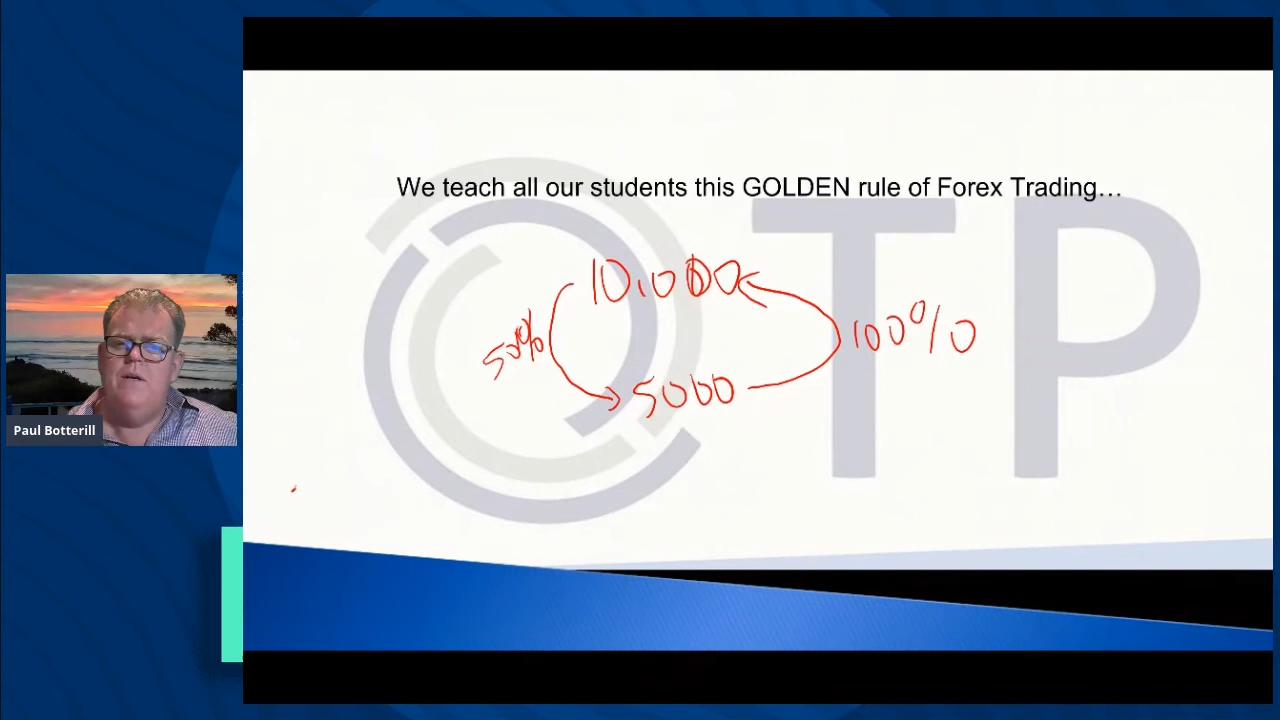 We teach all our students this GOLDEN rule of Forex Trading…
10,000
50%
100%
5000
TP
Paul Botterill